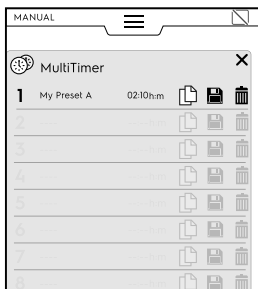 MANUAL
MultiTimer
1 My Preset A 02:10h:m
2 --- --:--h:m
3 --- --:--h:m
4 --- --:--h:m
5 --- --:--h:m
6 --- --:--h:m
7 --- --:--h:m
8 --- --:--h:m